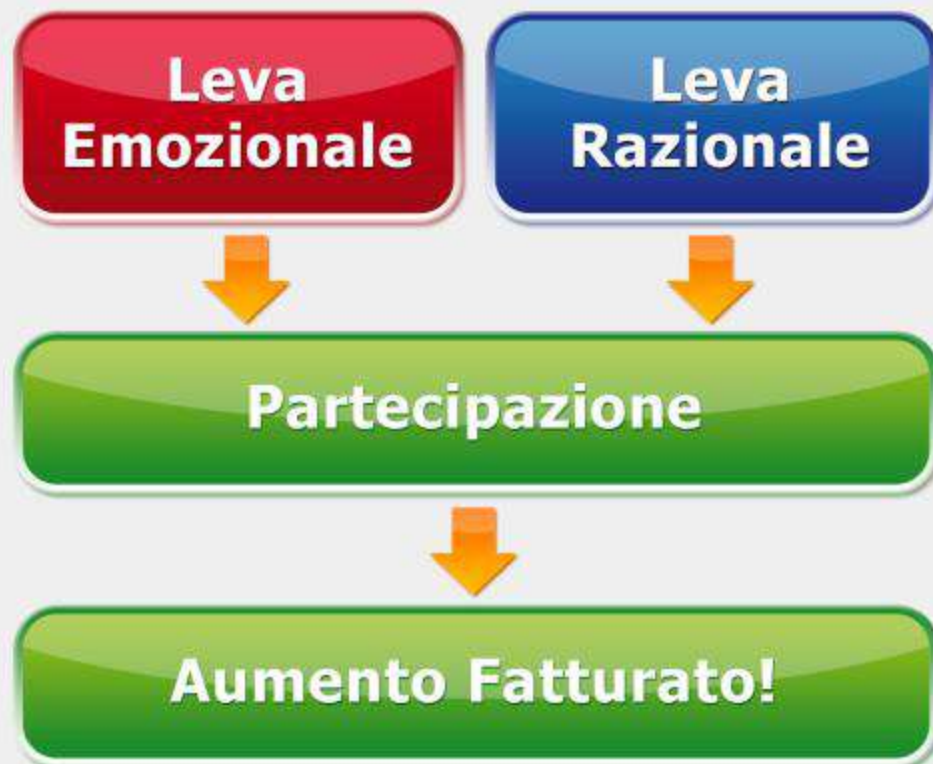 Leva
Emozionale
Leva
Razionale
Partecipazione
Aumento Fatturato!